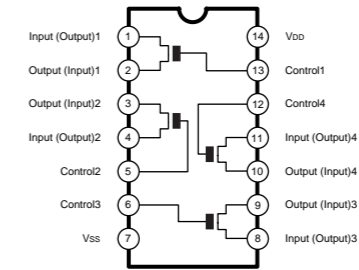 Input (Output)1 1 14 VDD
Output (Input)1 2 13 Control1
Output (Input)2 3 12 Control4
Input (Output)2 4 11 Input (Output)4
Control2 5 10 Output (Input)4
Control3 6 9 Output (Input)3
Vss 7 8 Input (Output)3